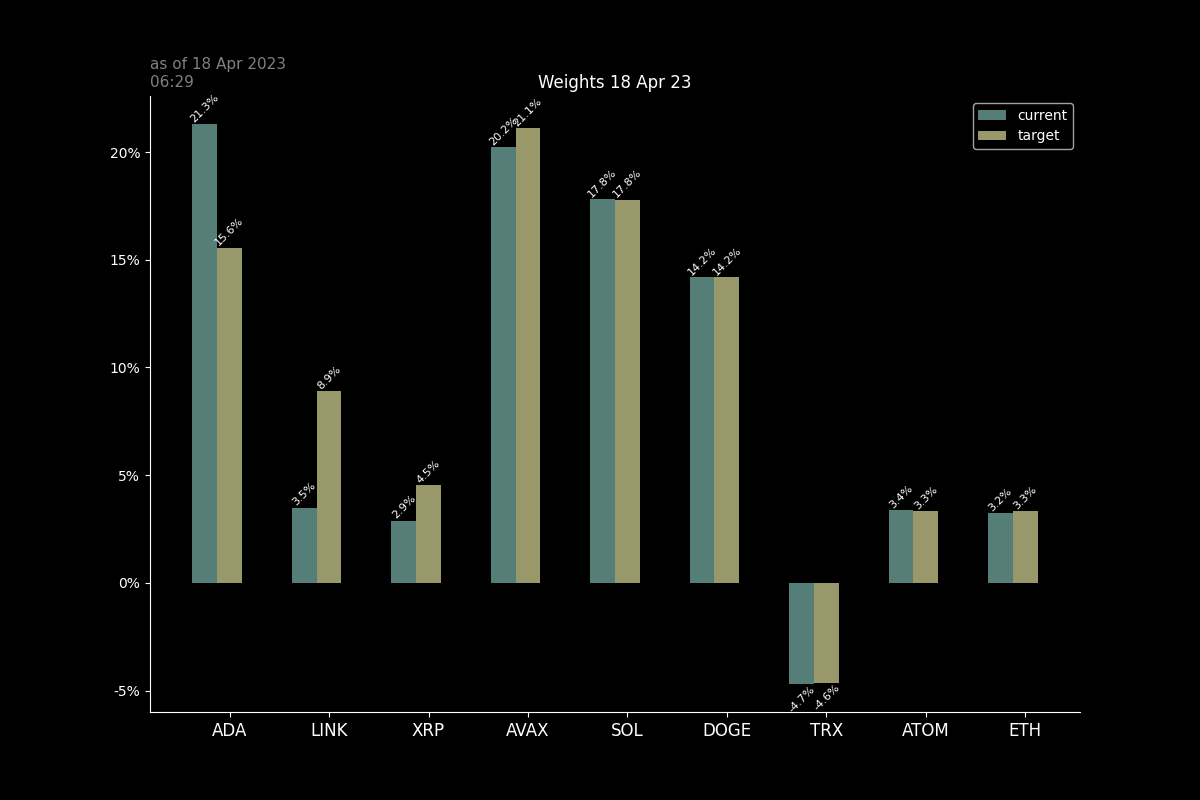 as of 18 Apr 2023
06:29
Weights 18 Apr 23
current
target
20%
15%
10%
5%
0%
-5%
21.3%
15.6%
3.5%
8.9%
2.9%
4.5%
20.2%
21.1%
17.8%
17.8%
14.2%
14.2%
-4.7%
-4.6%
3.4%
3.3%
3.2%
3.3%
ADA
LINK
XRP
AVAX
SOL
DOGE
TRX
ATOM
ETH